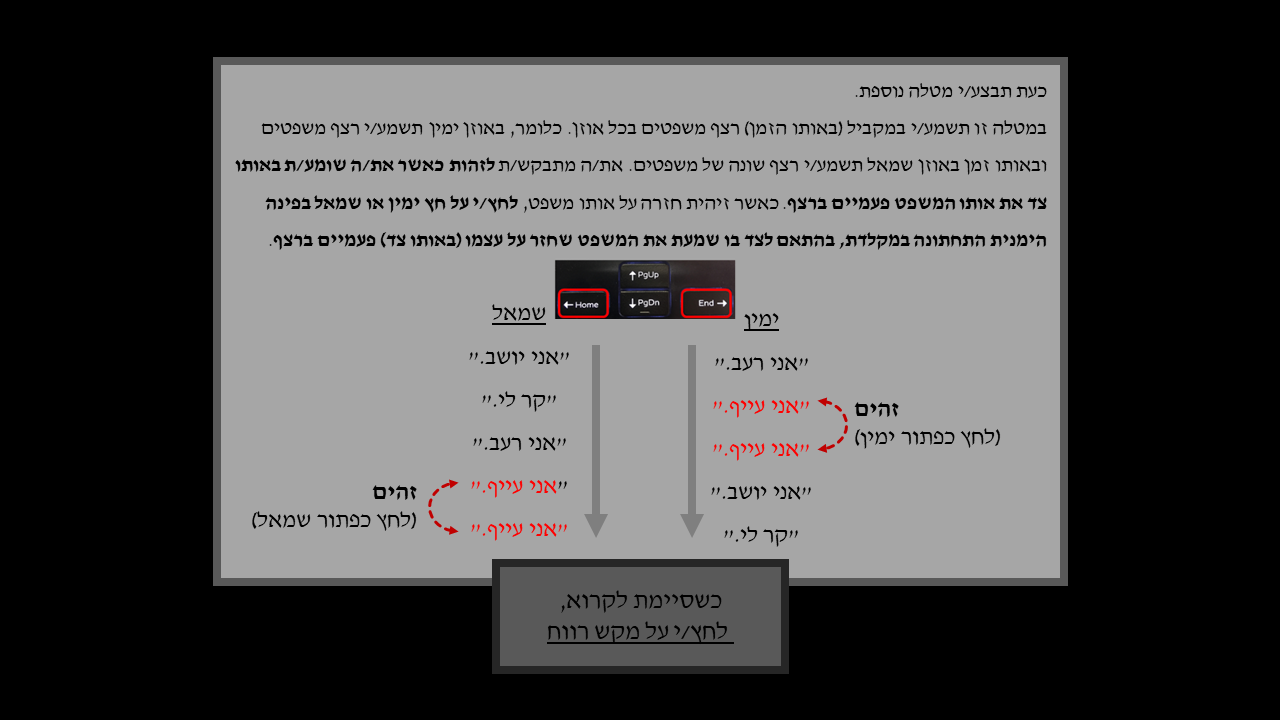 כעת תבצע/י מטלה נוספת.
במטלה זו תשמע/י במקביל (באותו הזמן) רצף משפטים בכל אוזן. כלומר, באוזן ימין תשמע/י רצף משפטים
ובאותו זמן באוזן שמאל תשמע/י רצף שונה של משפטים. את/ה מתבקש/ת לזהות כאשר את/ה שומע/ת באותו
צד את אותו המשפט פעמיים ברצף. כאשר זיהית חזרה על אותו משפט, לחץ/י על חץ ימין או שמאל בפינה
הימנית התחתונה במקלדת, בהתאם לצד בו שמעת את המשפט שחזר על עצמו (באותו צד) פעמיים ברצף.
↑ PgUp
← Home
↓ PgDn
End →
ימין
"אני רעב."
"אני עייף."
"אני עייף."
"אני יושב."
"קר לי."
זהים
(לחץ כפתור ימין)
שמאל
"אני יושב."
"קר לי."
"אני רעב."
"אני עייף."
"אני עייף."
זהים
(לחץ כפתור שמאל)
כשסיימת לקרוא,
לחץ/י על מקש רווח